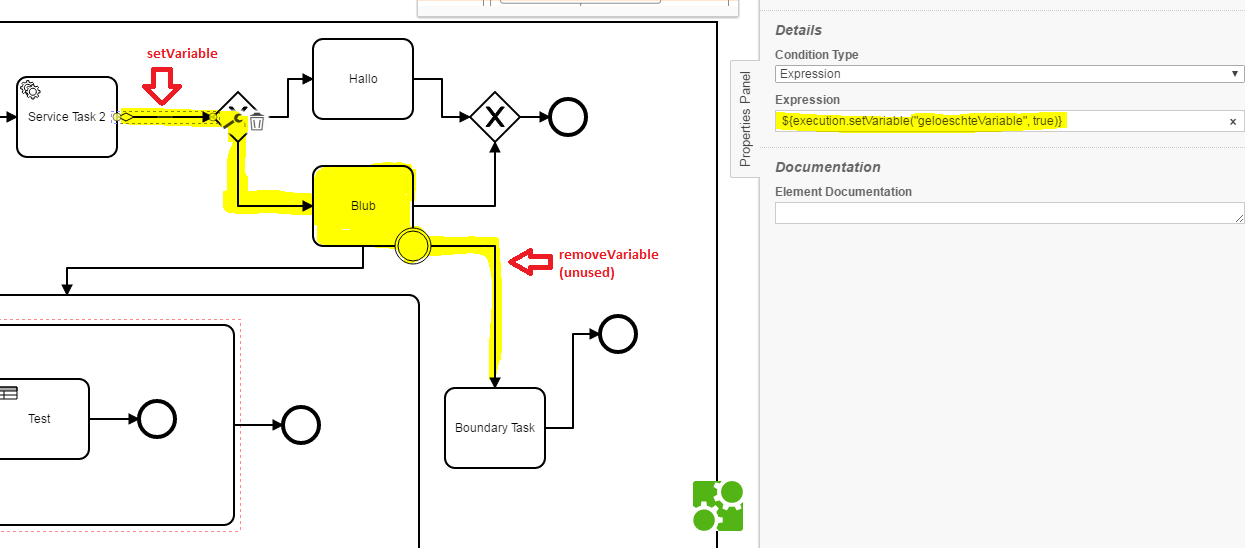 setVariable
Service Task 2
Hallo
X
Blub
removeVariable
(unused)
Test
Boundary Task
Properties Panel
Details
Condition Type
Expression
Expression
${execution.setVariable("geloeschteVariable", true)}
x
Documentation
Element Documentation